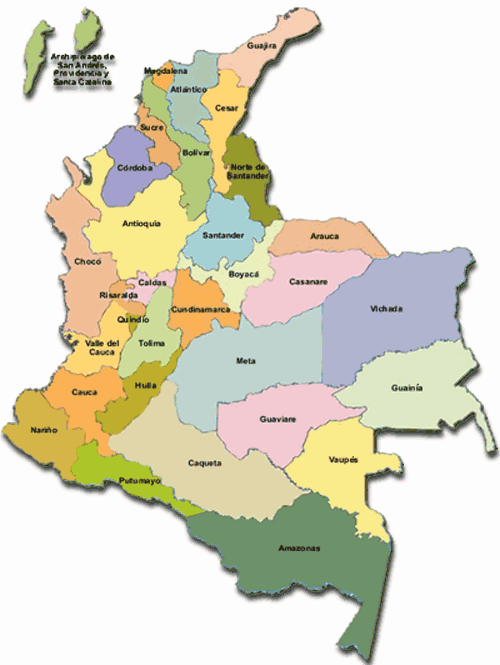 Archipielago de
San Andrés,
Providencia y
Santa Catalina
Guajira
Magdalena
Atlántico
Cesar
Sucre
Bolívar
Norte de
Santander
Córdoba
Antioquia
Santander
Arauca
Chocó
Boyacá
Caldas
Casanare
Risaralda
Cundinamarca
Vichada
Quindío
Valle del
Cauca
Tolima
Meta
Huila
Guainía
Cauca
Guaviare
Nariño
Caqueta
Vaupés
Putumayo
Amazonas